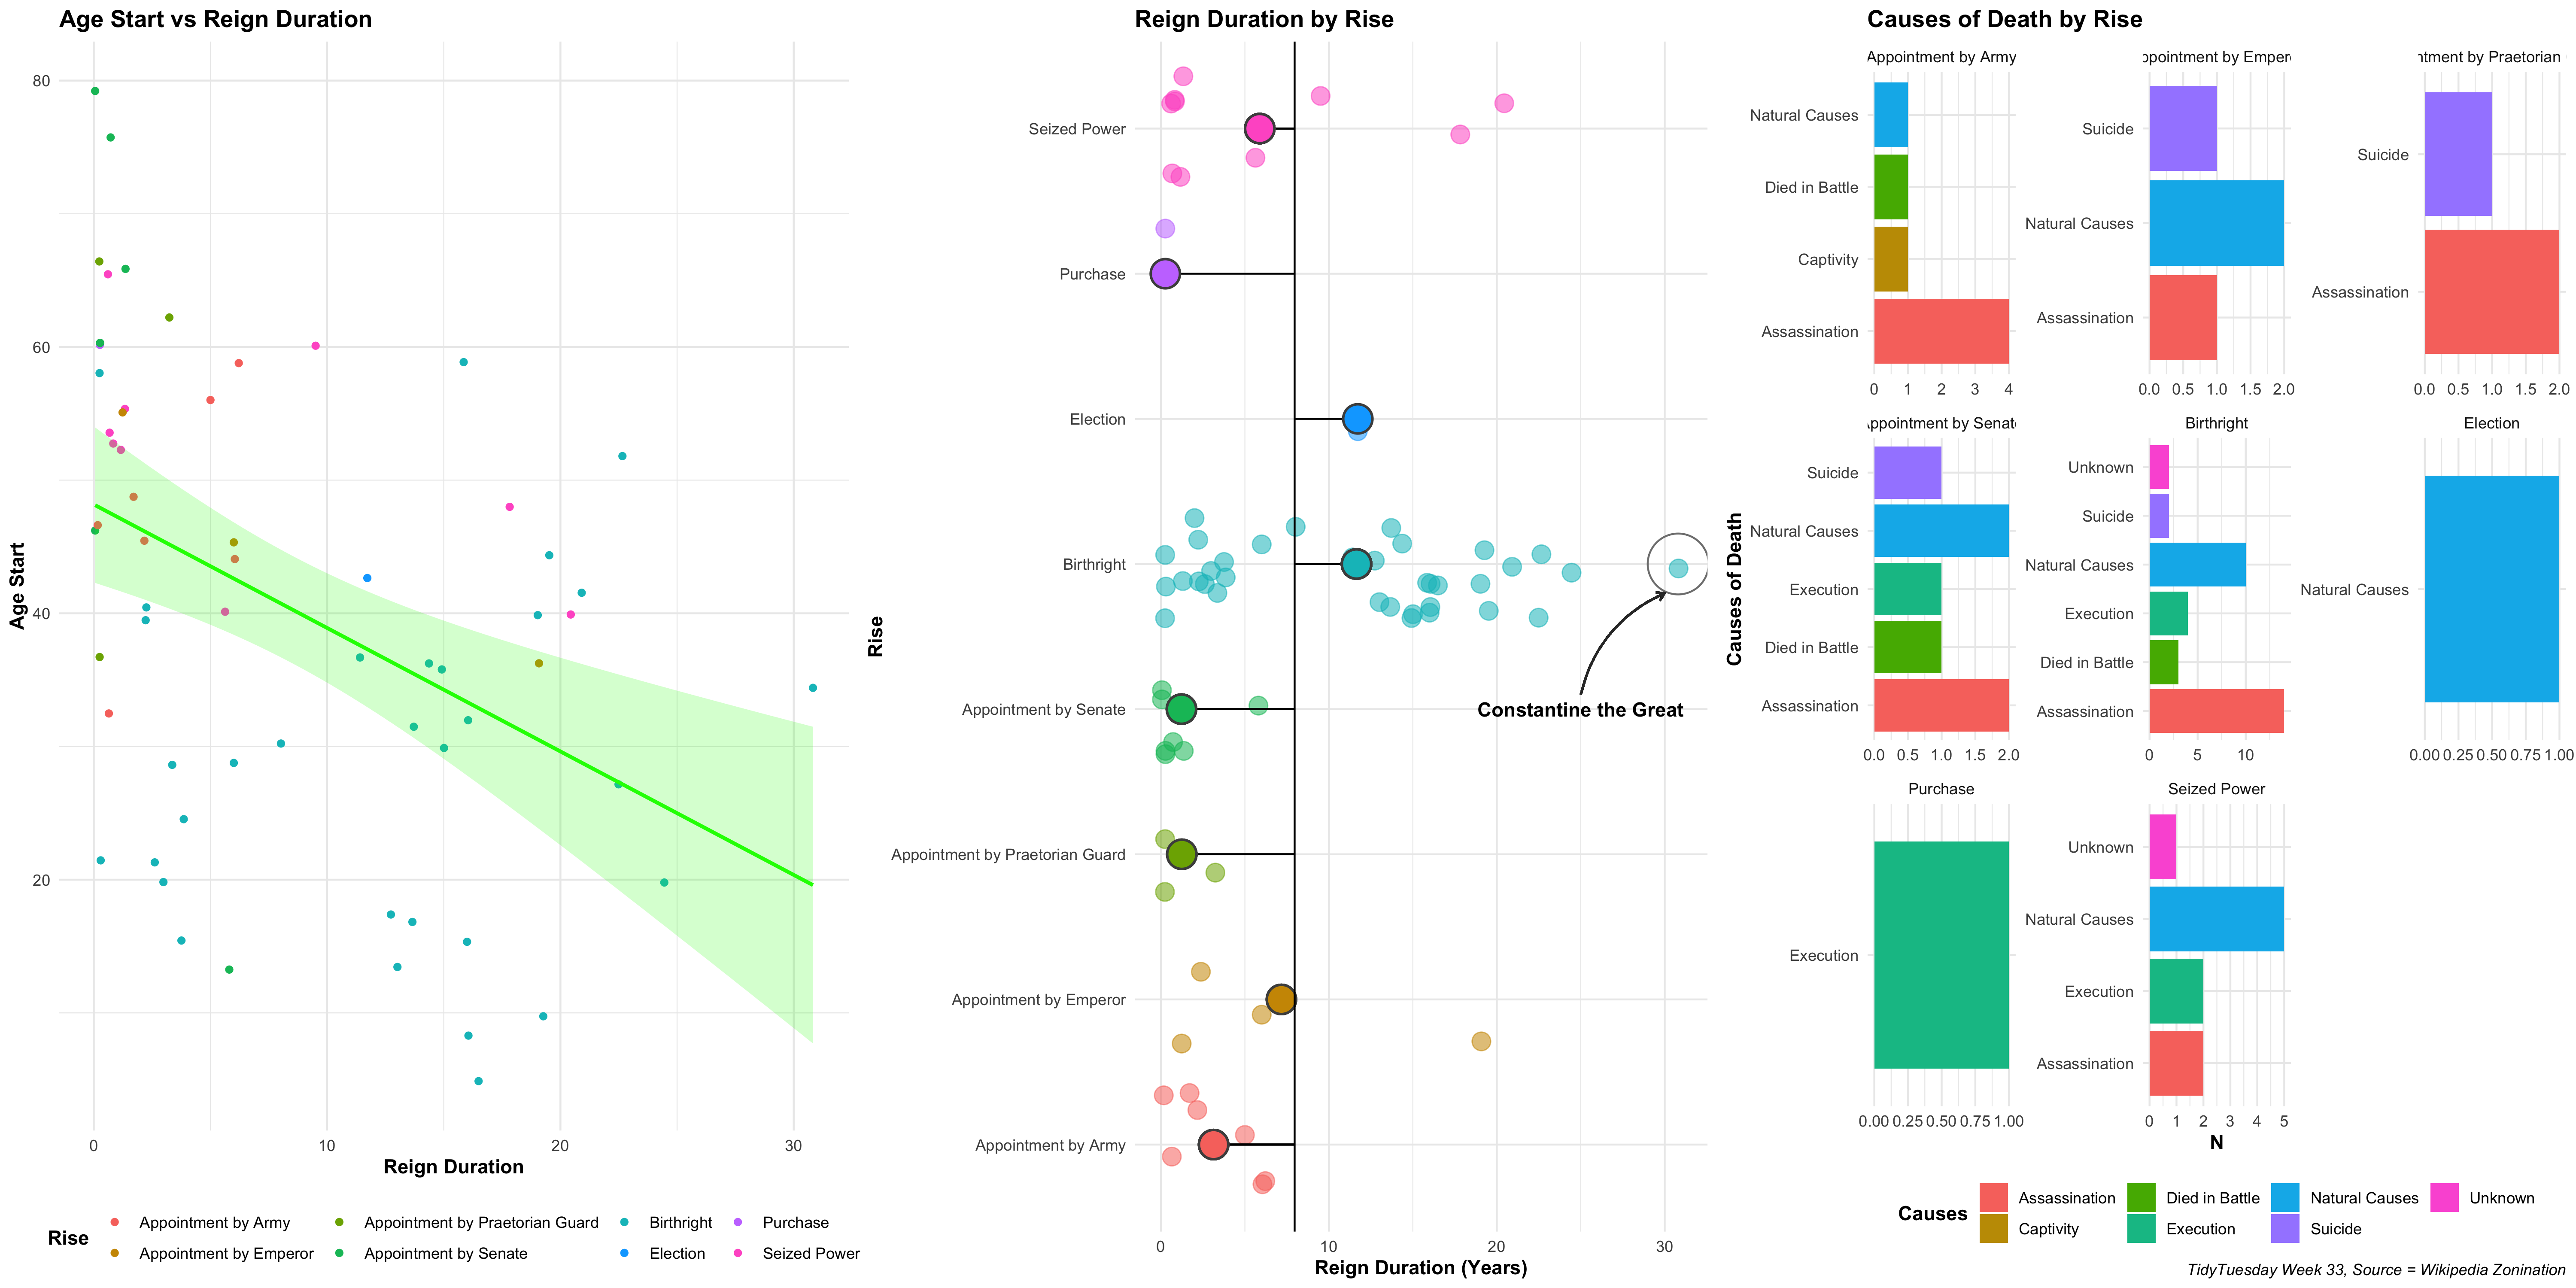 Age Start vs Reign Duration
80
60
40
20
Age Start
0 10 20 30
Reign Duration
Rise
Appointment by Army
Appointment by Praetorian Guard
Birthright
Purchase
Appointment by Emperor
Appointment by Senate
Election
Seized Power
Reign Duration by Rise
Seized Power
Purchase
Election
Birthright
Appointment by Senate
Appointment by Praetorian Guard
Appointment by Emperor
Appointment by Army
Rise
Constantine the Great
0 10 20 30
Reign Duration (Years)
Causes of Death by Rise
Causes of Death
Appointment by Army
Natural Causes
Died in Battle
Captivity
Assassination
0 1 2 3 4
ppointment by Emper
Suicide
Natural Causes
Assassination
0.0 0.5 1.0 1.5 2.0
ntment by Praetorian
Suicide
Assassination
0.0 0.5 1.0 1.5 2.0
Appointment by Senat
Suicide
Natural Causes
Execution
Died in Battle
Assassination
0.0 0.5 1.0 1.5 2.0
Birthright
Unknown
Suicide
Natural Causes
Execution
Died in Battle
Assassination
0 5 10
Election
Natural Causes
0.00 0.25 0.50 0.75 1.00
Purchase
Execution
0.00 0.25 0.50 0.75 1.00
Seized Power
Unknown
Natural Causes
Execution
Assassination
0 1 2 3 4 5
N
Causes
Assassination
Died in Battle
Natural Causes
Unknown
Captivity
Execution
Suicide
TidyTuesday Week 33, Source = Wikipedia Zonination